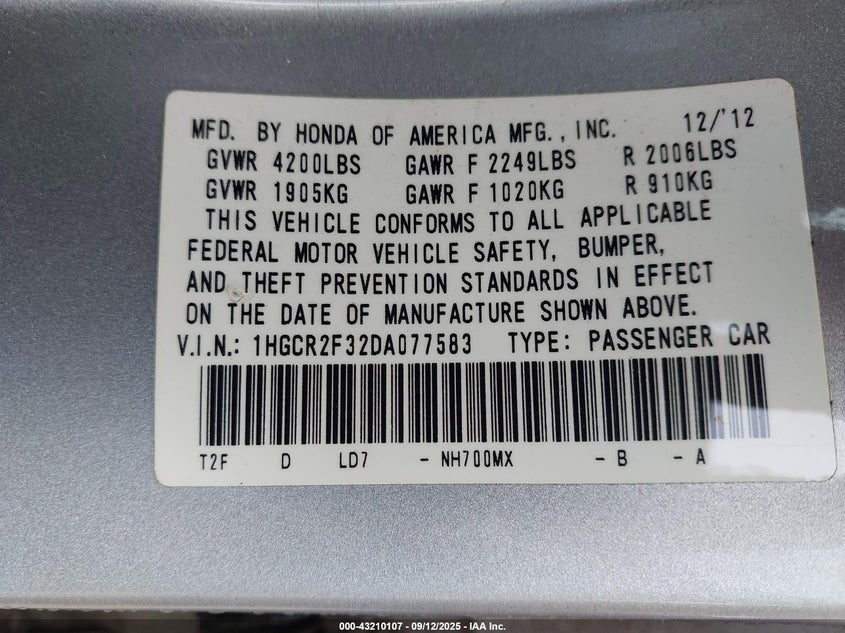 MFD. BY HONDA OF AMERICA MFG., INC. 12/'12
GVWR 4200LBS GAWR F 2249LBS R 2006LBS
GVWR 1905KG GAWR F 1020KG R 910KG
THIS VEHICLE CONFORMS TO ALL APPLICABLE
FEDERAL MOTOR VEHICLE SAFETY, BUMPER,
AND THEFT PREVENTION STANDARDS IN EFFECT
ON THE DATE OF MANUFACTURE SHOWN ABOVE.
V.I.N.: 1HGCR2F32DA077583 TYPE: PASSENGER CAR
T2F D LD7 - NH700MX - B - A
000-43210107 - 09/12/2025 - IAA Inc.